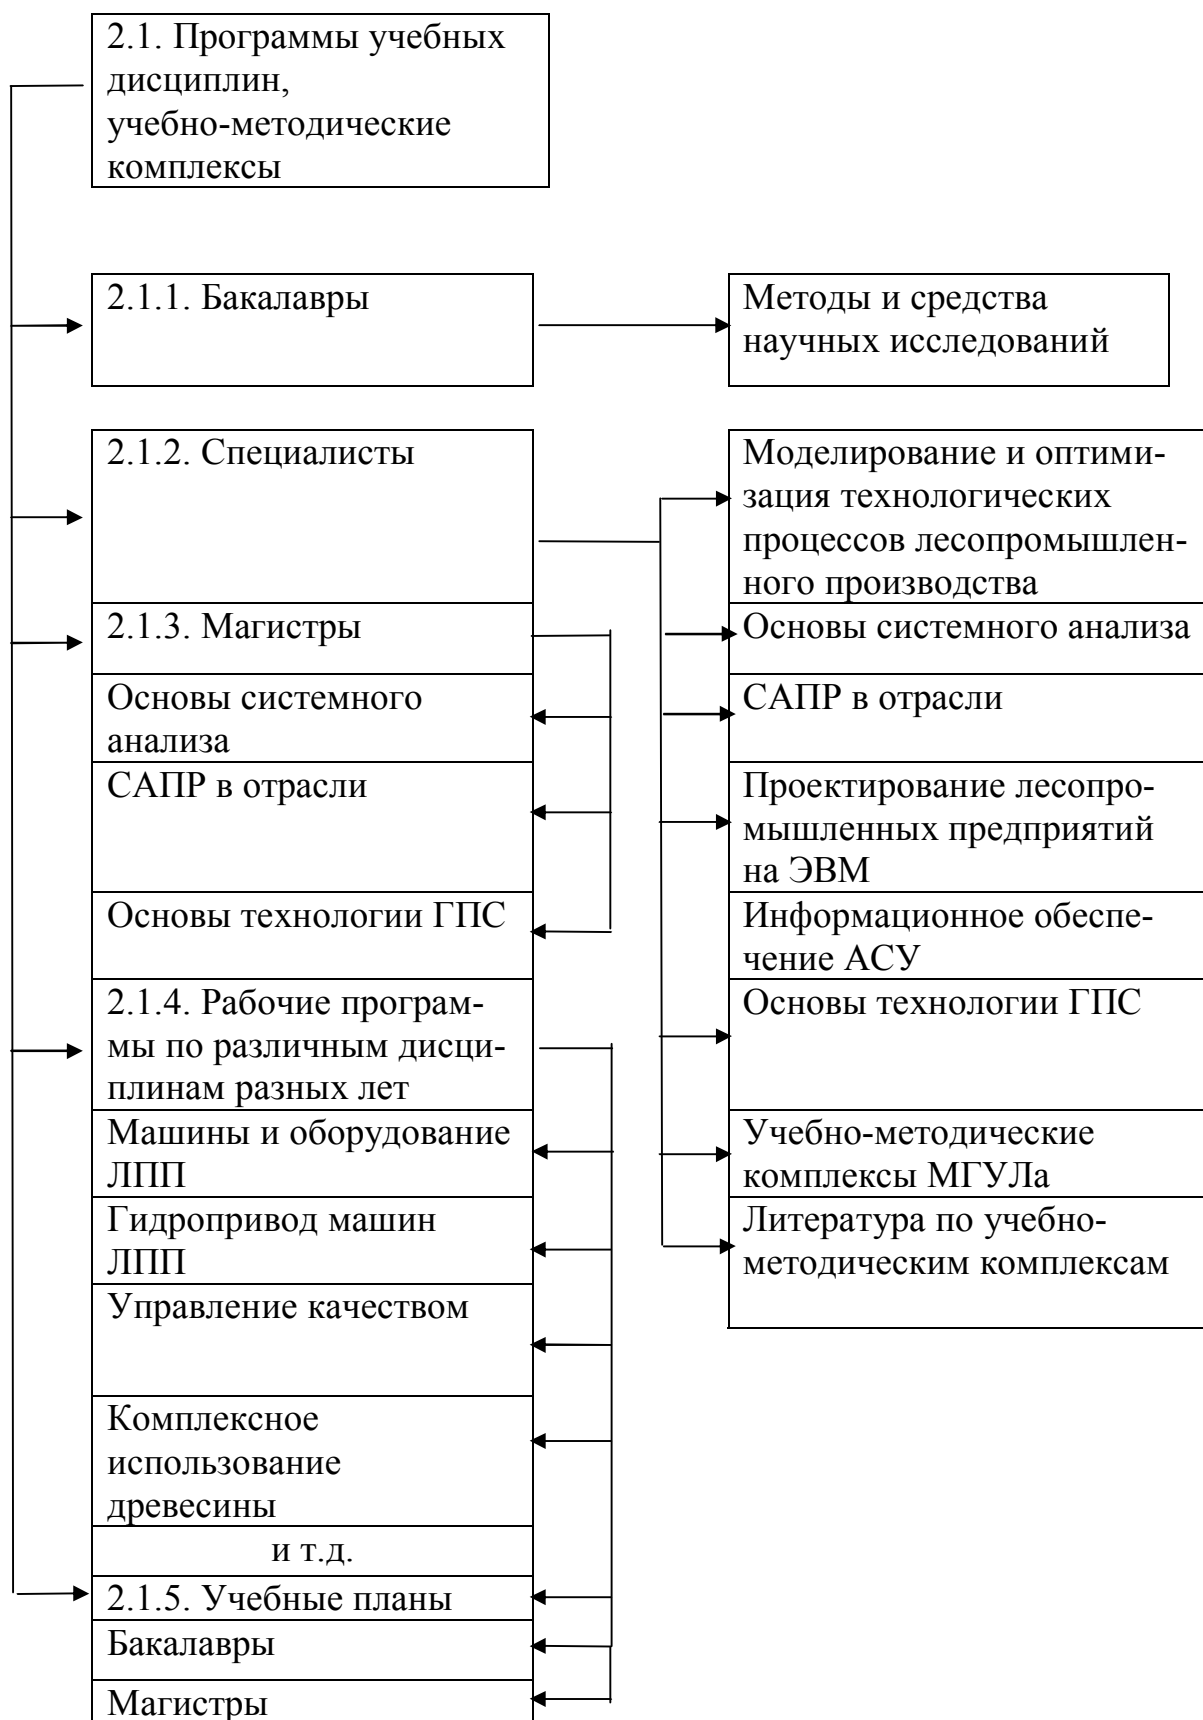 2.1. Программы учебных
дисциплин,
учебно-методические
комплексы
2.1.1. Бакалавры
Методы и средства
научных исследований
2.1.2. Специалисты
Моделирование и оптими-
зация технологических
процессов лесопромышлен-
ного производства
2.1.3. Магистры
Основы системного анализа
Основы системного
анализа
САПР в отрасли
САПР в отрасли
Проектирование лесопро-
мышленных предприятий
на ЭВМ
Основы технологии ГПС
Информационное обеспе-
чение АСУ
2.1.4. Рабочие програм-
мы по различным дисци-
плинам разных лет
Основы технологии ГПС
Машины и оборудование
ЛПП
Учебно-методические
комплексы МГУЛа
Гидропривод машин
ЛПП
Литература по учебно-
методическим комплексам
Управление качеством
Комплексное
использование
древесины
и т.д.
2.1.5. Учебные планы
Бакалавры
Магистры